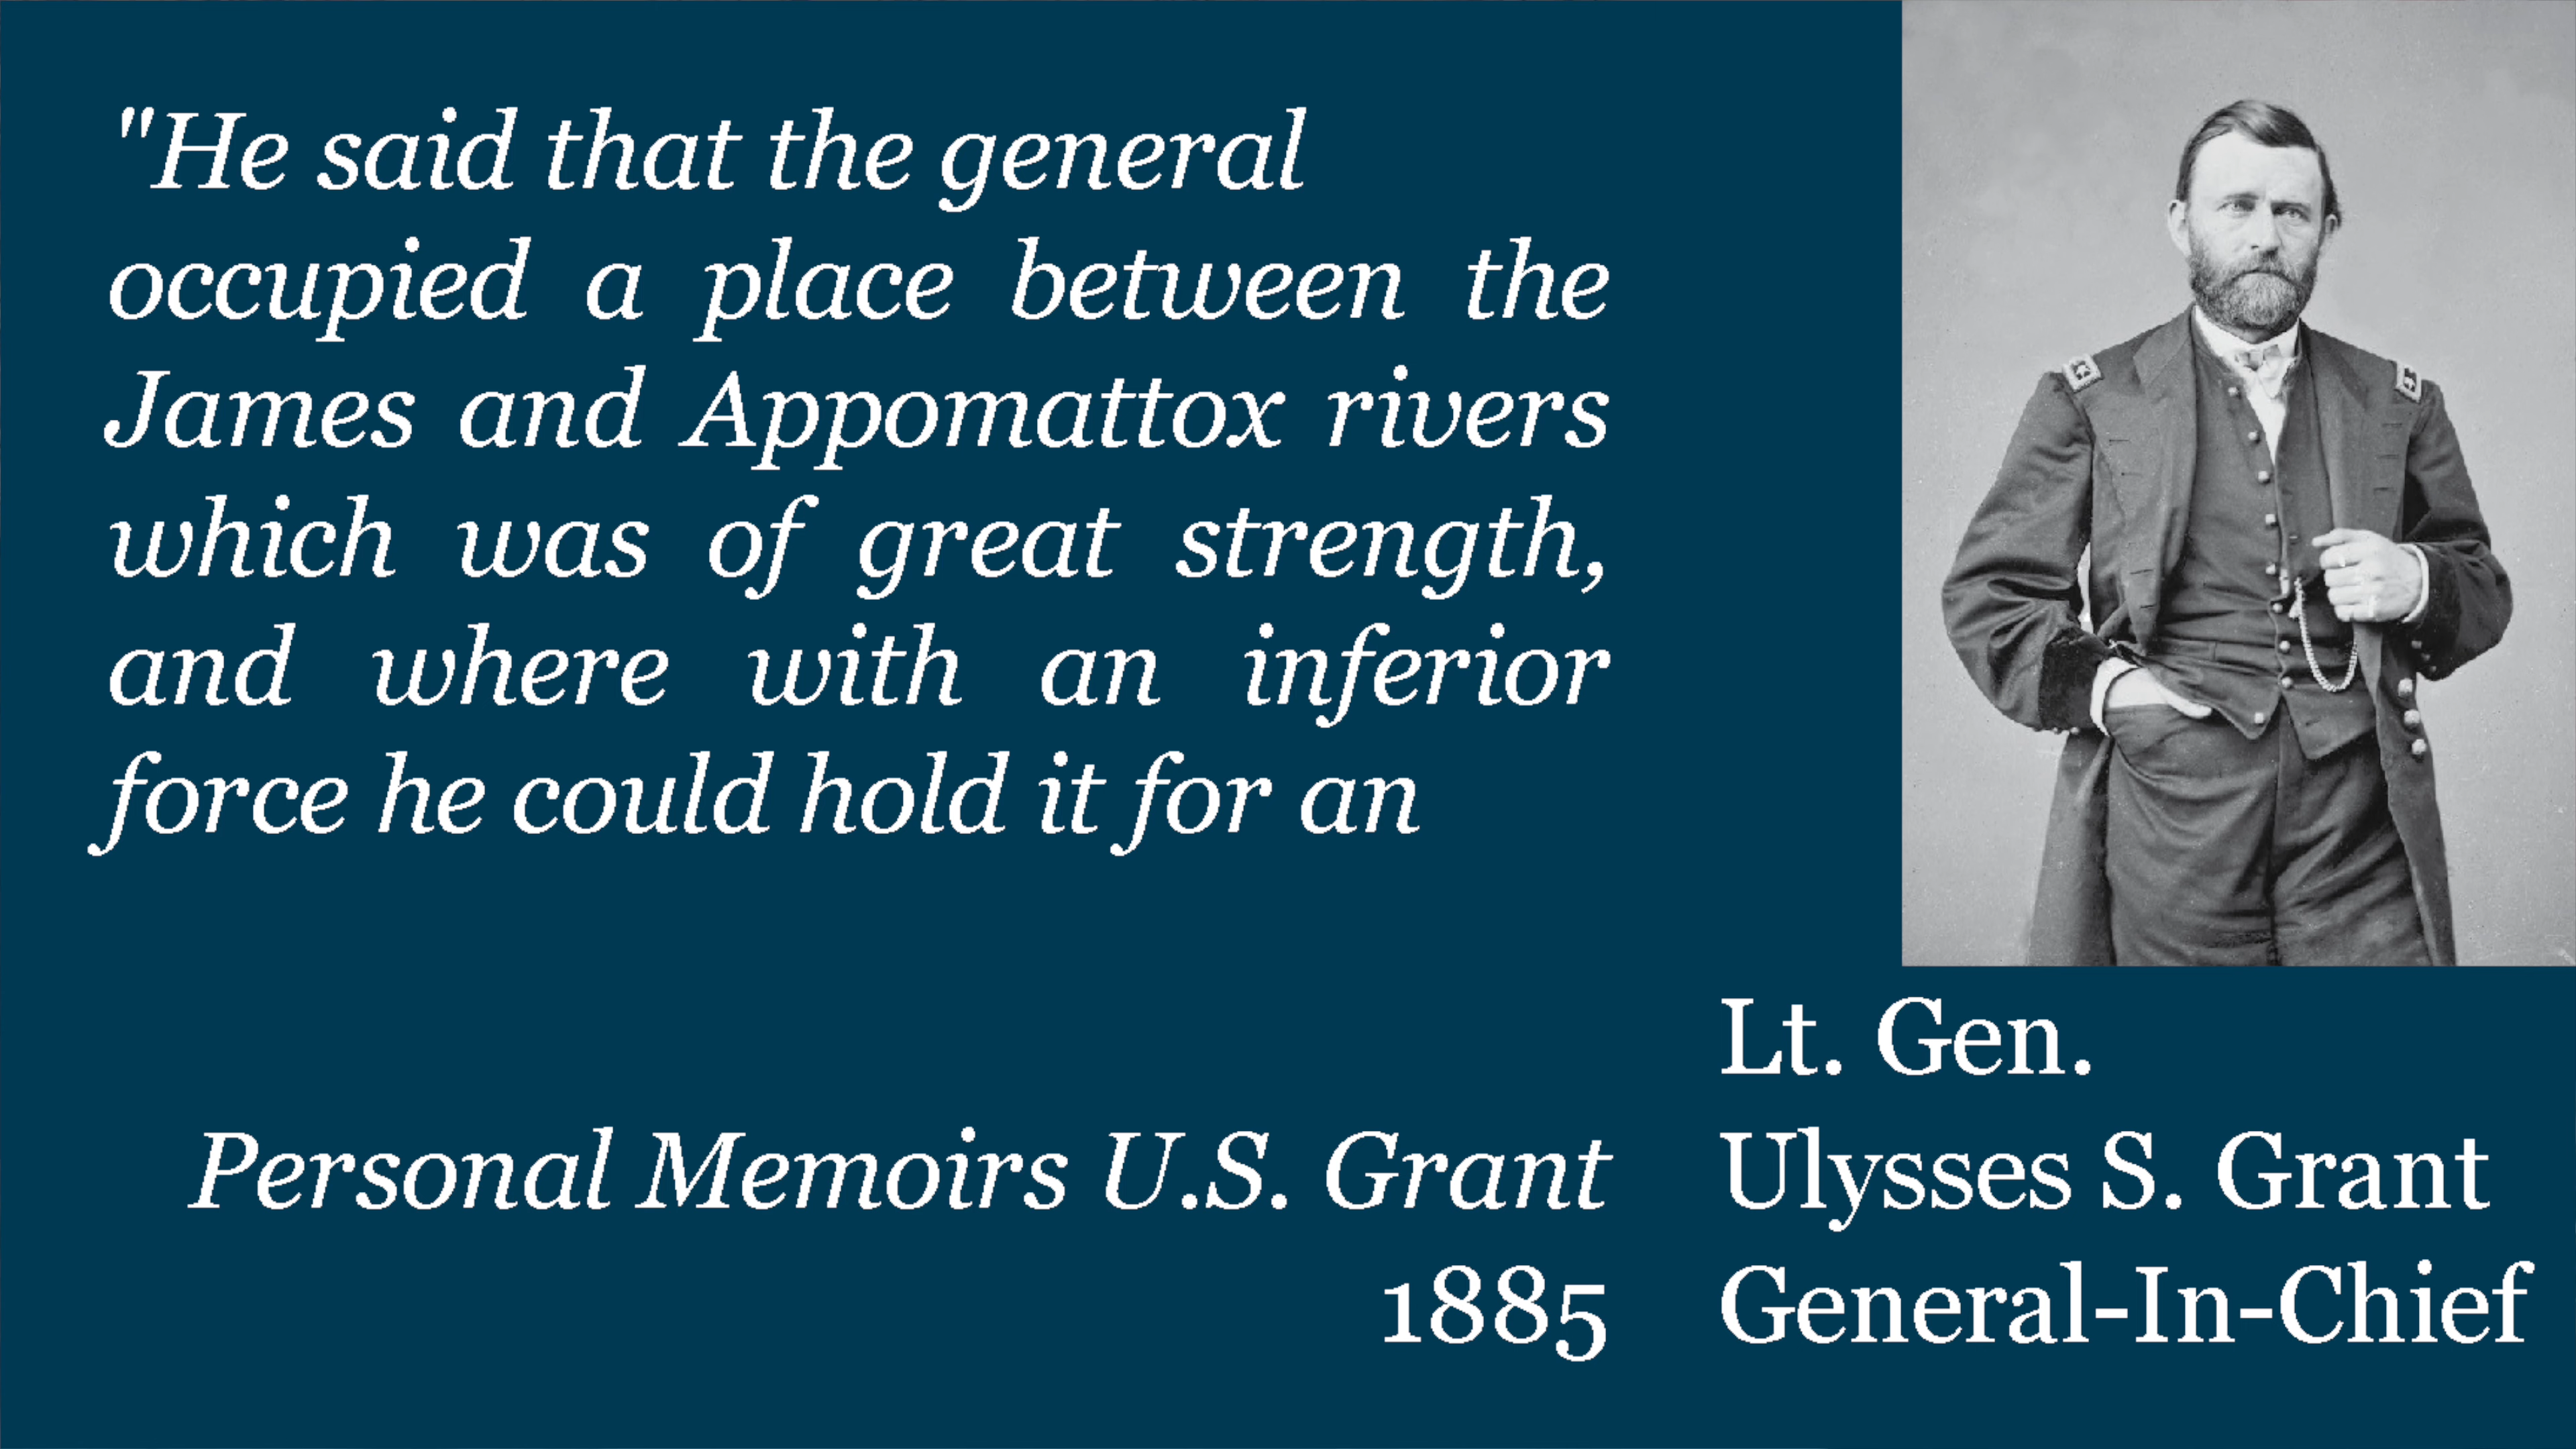 "He said that the general
occupied a place between the
James and Appomattox rivers
which was of great strength,
and where with an inferior
force he could hold it for an
Personal Memoirs U.S. Grant
1885
Lt. Gen.
Ulysses S. Grant
General-In-Chief